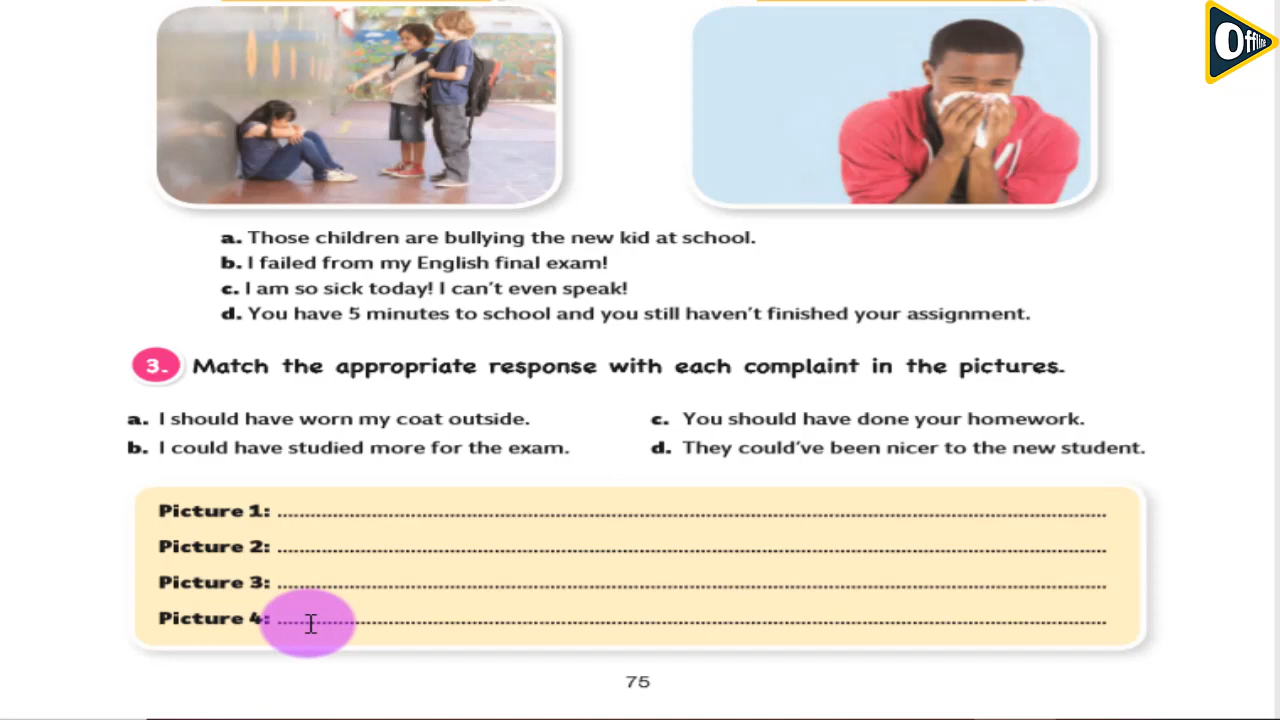 Offline
a. Those children are bullying the new kid at school.
b. I failed from my English final exam!
c. I am so sick today! I can't even speak!
d. You have 5 minutes to school and you still haven't finished your assignment.
3. Match the appropriate response with each complaint in the pictures.
a. I should have worn my coat outside.
c. You should have done your homework.
b. I could have studied more for the exam.
d. They could've been nicer to the new student.
Picture 1: ........................................
Picture 2: ........................................
Picture 3: ........................................
Picture 4: ........................................
75